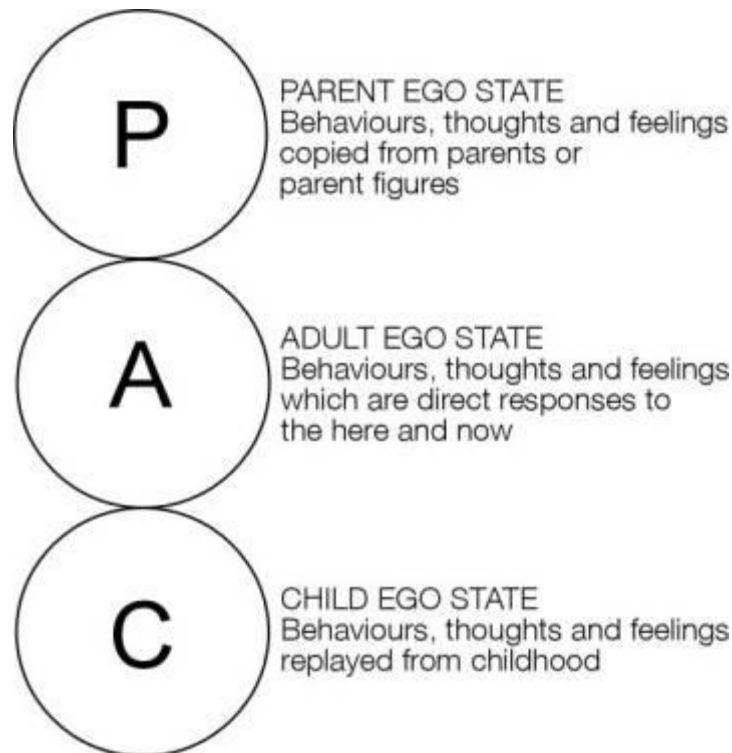 P
PARENT EGO STATE
Behaviours, thoughts and feelings
copied from parents or
parent figures
A
ADULT EGO STATE
Behaviours, thoughts and feelings
which are direct responses to
the here and now
C
CHILD EGO STATE
Behaviours, thoughts and feelings
replayed from childhood